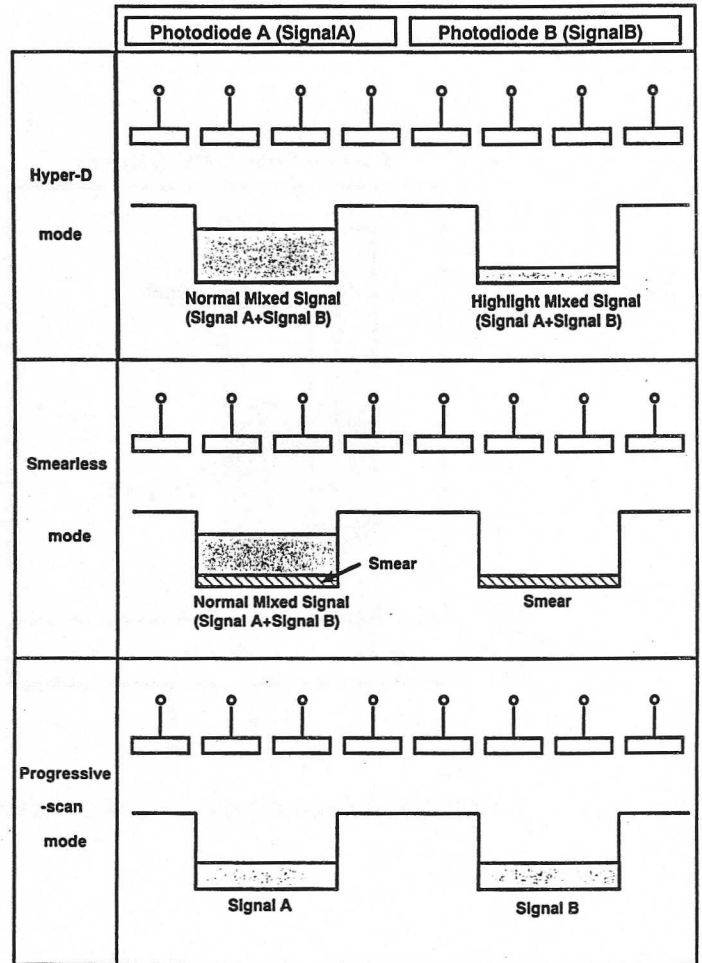 Photodiode A (SignalA) Photodiode B (SignalB)
Hyper-D
mode
Normal Mixed Signal
(Signal A+Signal B)
Highlight Mixed Signal
(Signal A+Signal B)
Smearless
mode
Smear
Normal Mixed Signal
(Signal A+Signal B)
Smear
Progressive
-scan
mode
Signal A
Signal B